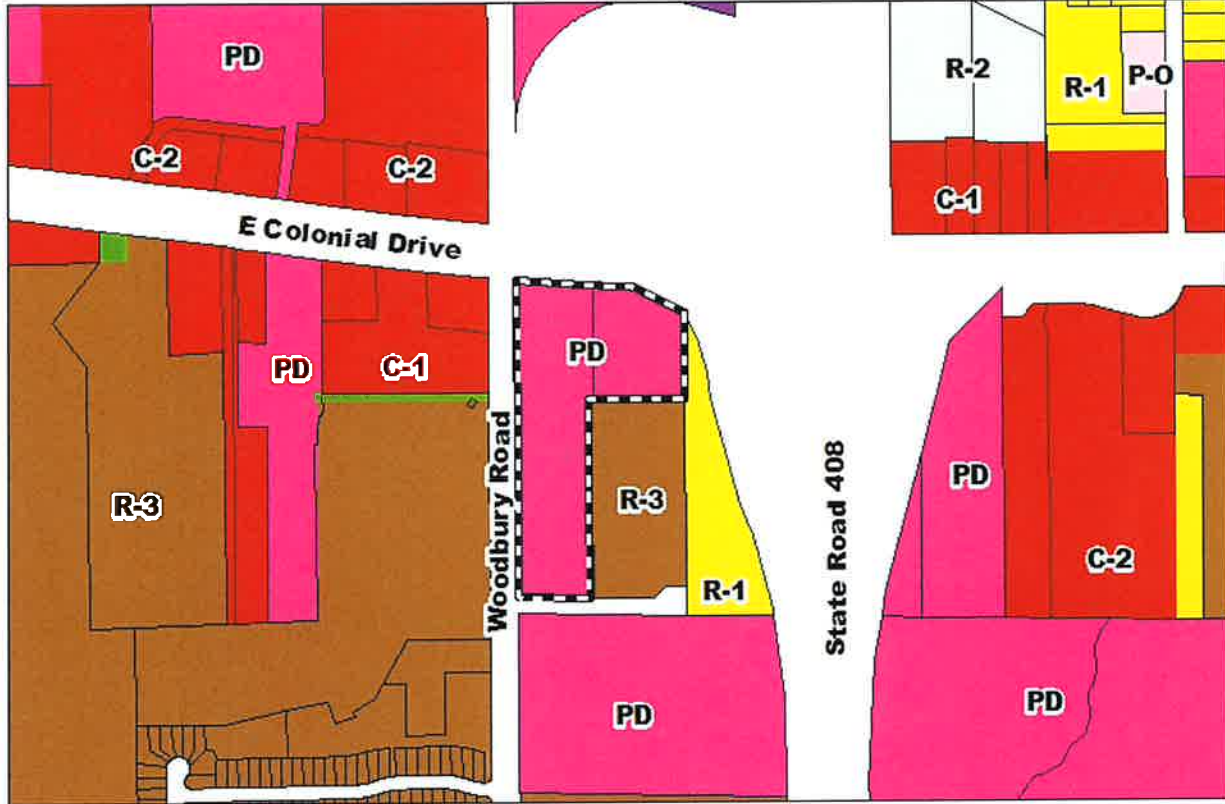 PD
R-2
R-1
P-O
C-2
C-2
C-1
E Colonial Drive
PD
PD
C-1
Woodbury Road
R-3
R-3
R-1
State Road 408
PD
C-2
PD
PD